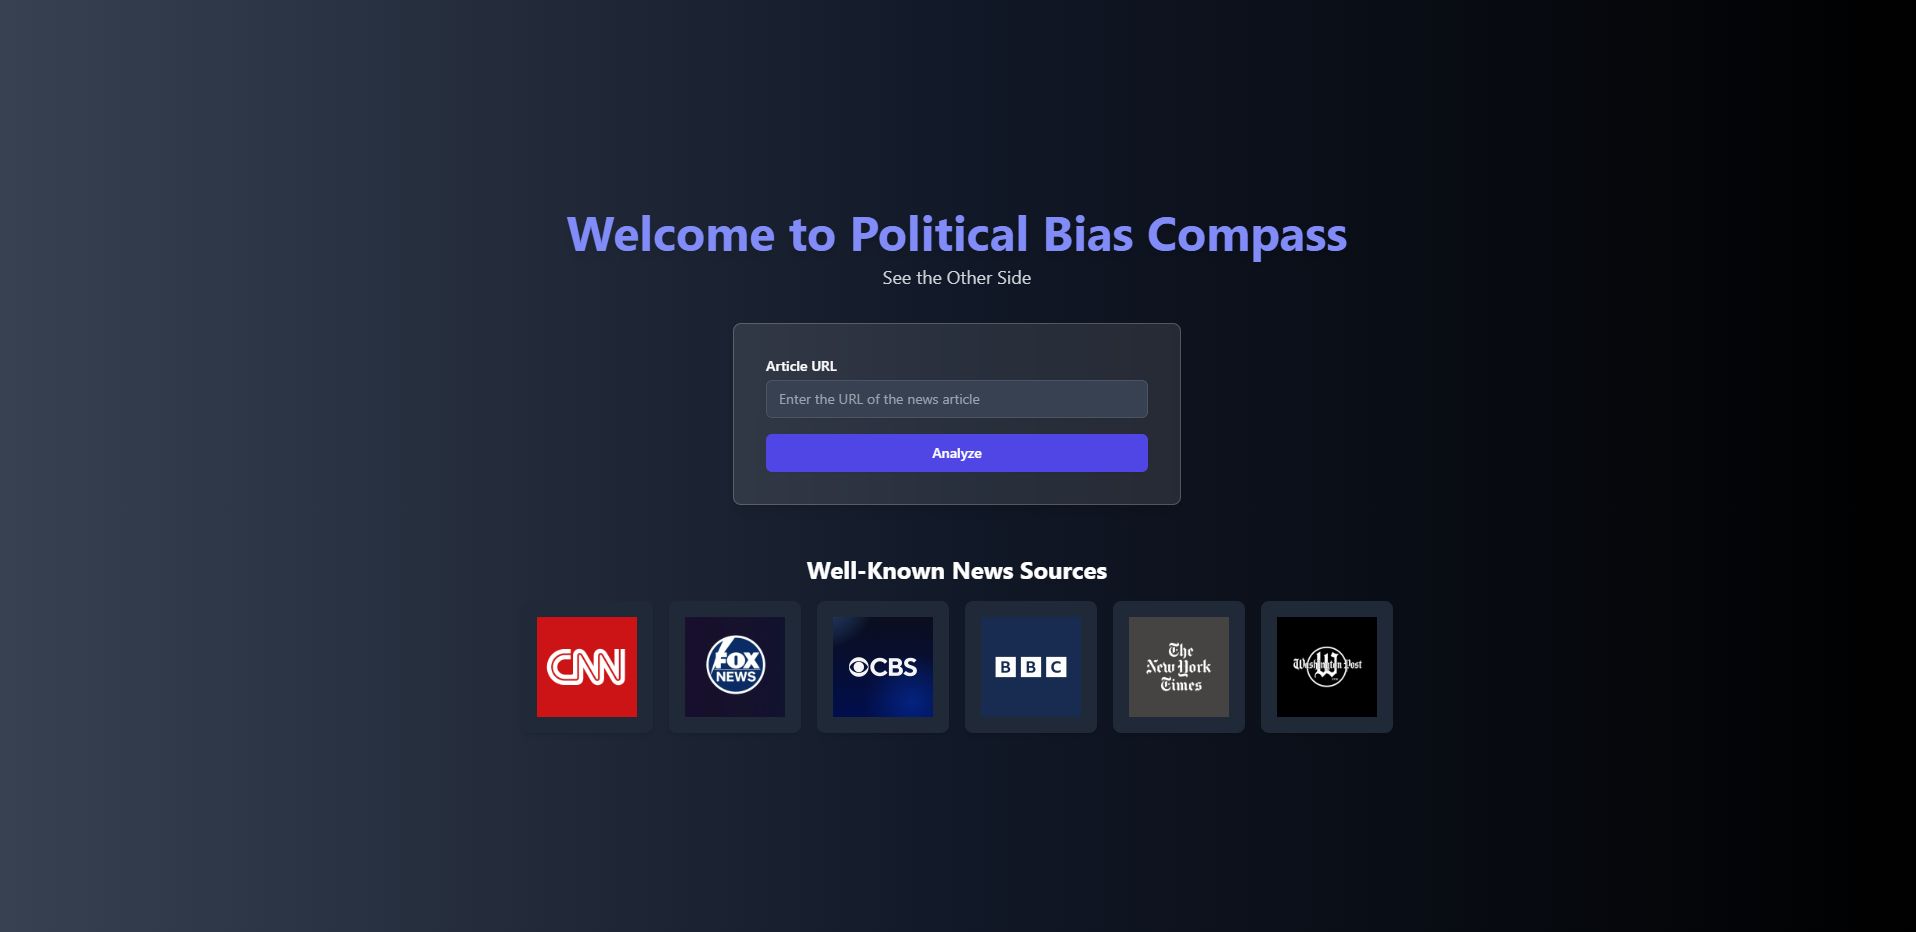 Welcome to Political Bias Compass
See the Other Side
Article URL
Enter the URL of the news article
Analyze
Well-Known News Sources
CNN
FOX
NEWS
CBS
BBC
The
New York
Times
Washington Post
W